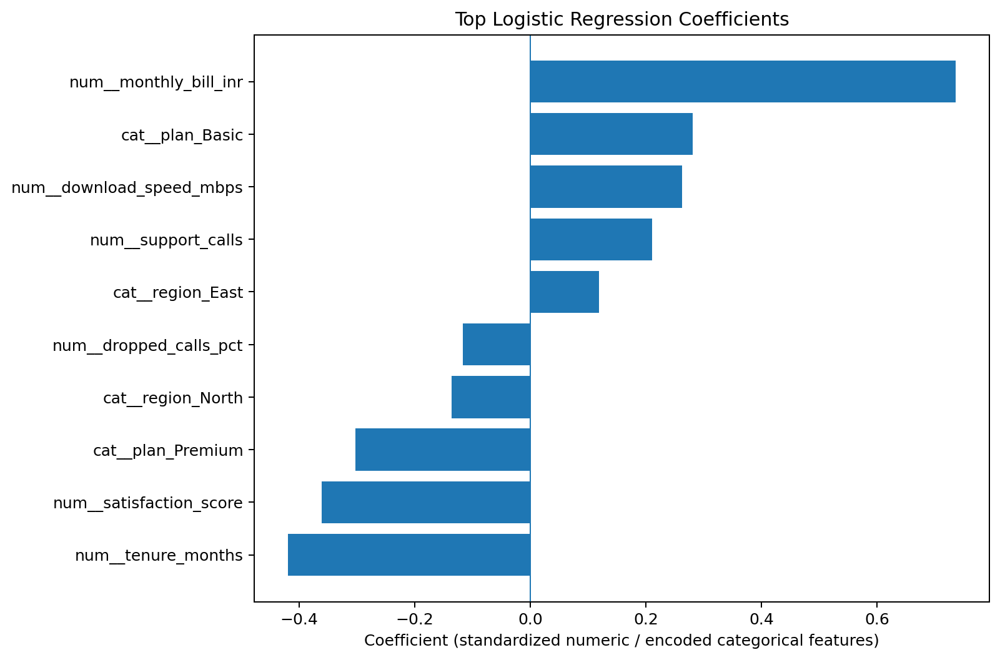 Top Logistic Regression Coefficients
num__monthly_bill_inr
cat__plan_Basic
num__download_speed_mbps
num__support_calls
cat__region_East
num__dropped_calls_pct
cat__region_North
cat__plan_Premium
num__satisfaction_score
num__tenure_months
−0.4 −0.2 0.0 0.2 0.4 0.6
Coefficient (standardized numeric / encoded categorical features)